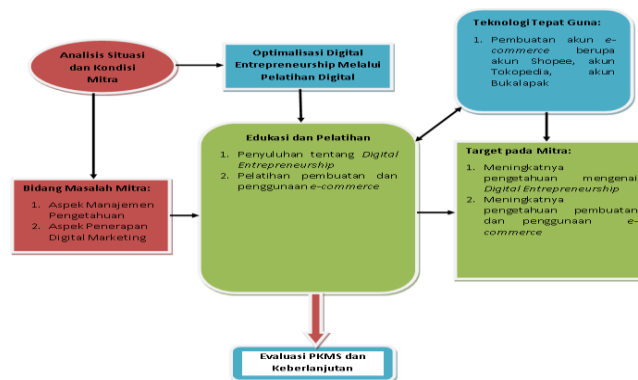 Analisis Situasi
dan Kondisi
Mitra
Optimalisasi Digital
Entrepreneurship Melalui
Pelatihan Digital
Teknologi Tepat Guna:
1. Pembuatan akun e-
commerce berupa
akun Shopee, akun
Tokopedia, akun
Bukalapak
Bidang Masalah Mitra:
1. Aspek Manajemen
Pengetahuan
2. Aspek Penerapan
Digital Marketing
Edukasi dan Pelatihan
1. Penyuluhan tentang Digital
Entrepreneurship
2. Pelatihan pembuatan dan
penggunaan e-commerce
Target pada Mitra:
1. Meningkatnya
pengetahuan mengenai
Digital Entrepreneurship
2. Meningkatnya
pengetahuan pembuatan
dan penggunaan e-
commerce
Evaluasi PKMS dan
Keberlanjutan